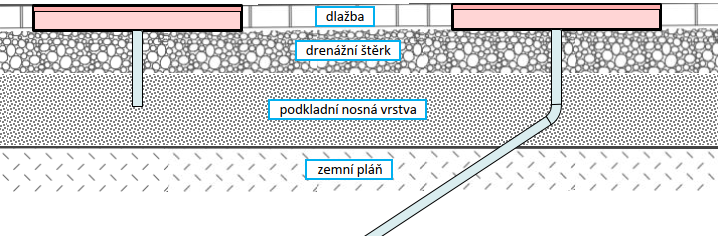 dlažba
drenážní štěrk
podkladní nosná vrstva
zemní pláň